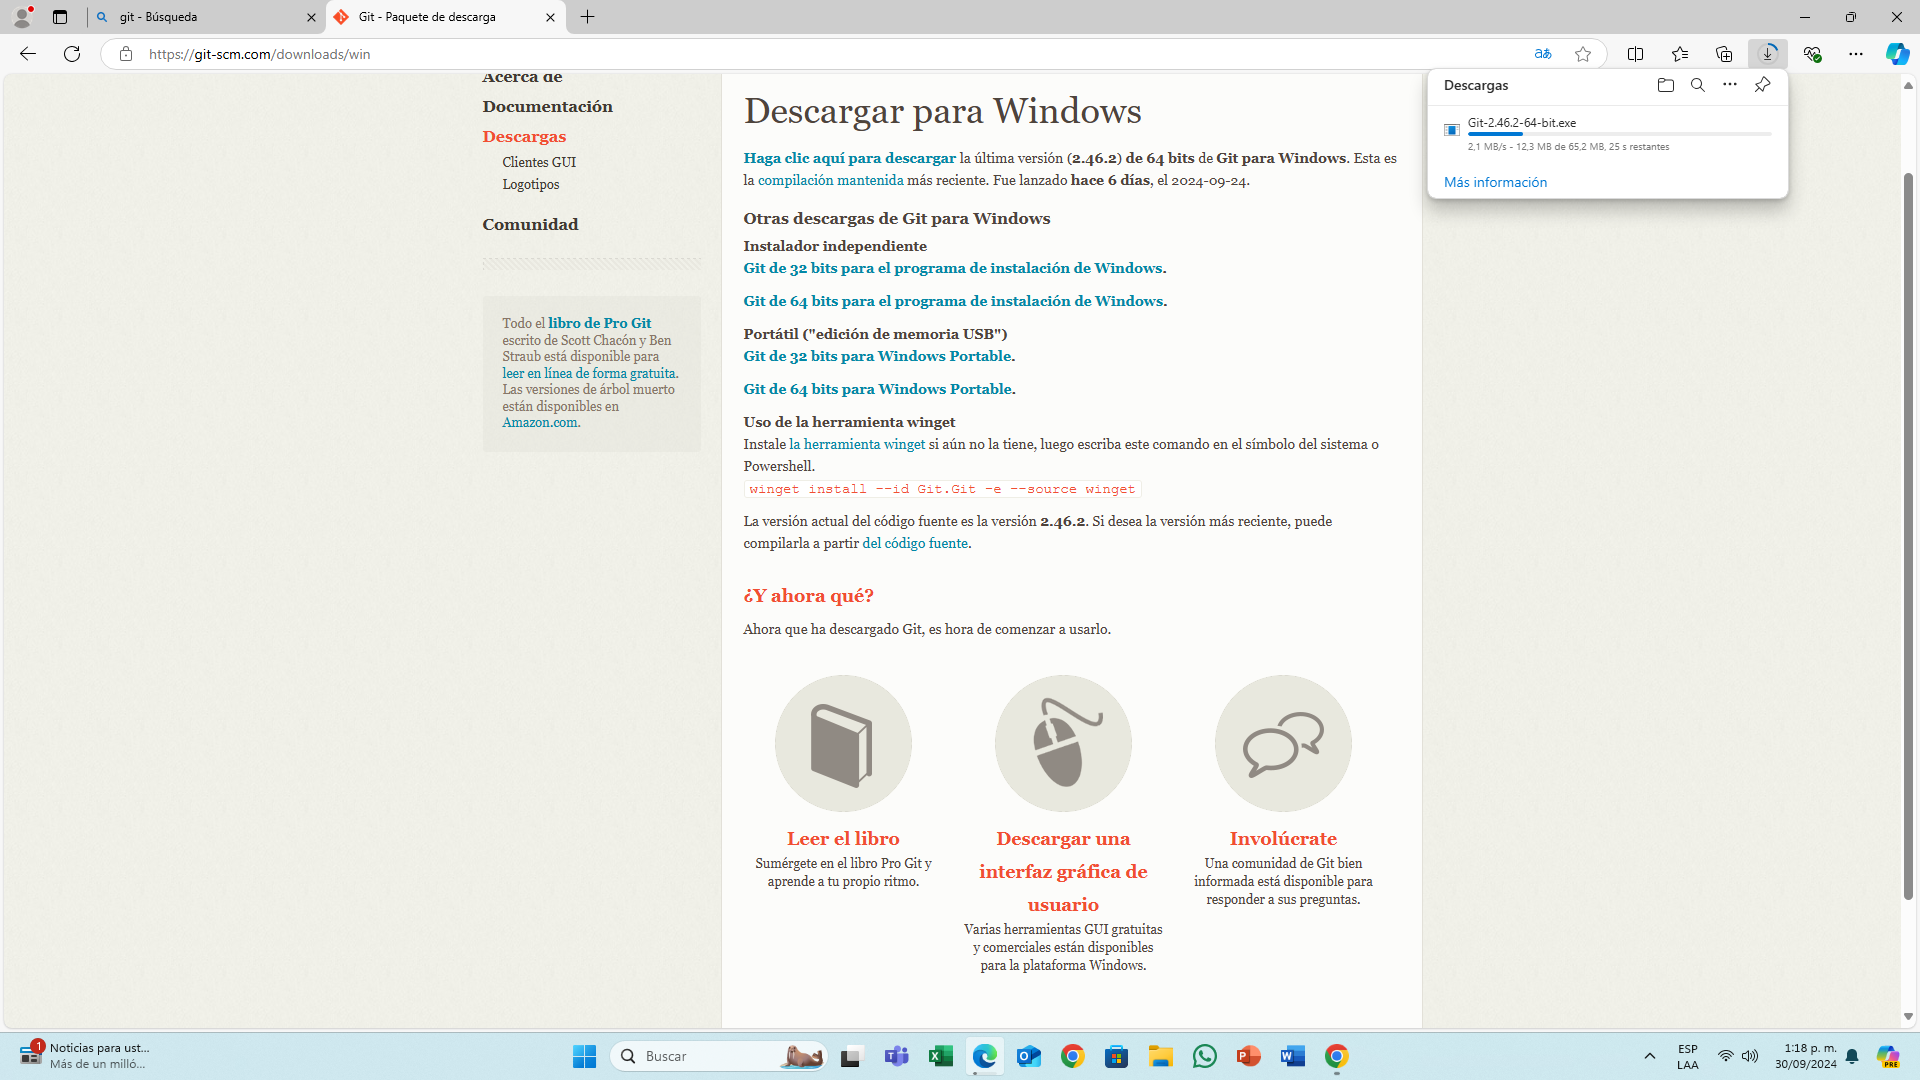 git - Búsqueda
Git - Paquete de descarga
https://git-scm.com/downloads/win
aあ
Descargas
Git-2.46.2-64-bit.exe
2,1 MB/s - 12,3 MB de 65,2 MB, 25 s restantes
Más información
Acerca de
Documentación
Descargas
Clientes GUI
Logotipos
Comunidad
Todo el libro de Pro Git
escrito de Scott Chacón y Ben
Straub está disponible para
leer en línea de forma gratuita.
Las versiones de árbol muerto
están disponibles en
Amazon.com.
Descargar para Windows
Haga clic aquí para descargar la última versión (2.46.2) de 64 bits de Git para Windows. Esta es
la compilación mantenida más reciente. Fue lanzado hace 6 días, el 2024-09-24.
Otras descargas de Git para Windows
Instalador independiente
Git de 32 bits para el programa de instalación de Windows.
Git de 64 bits para el programa de instalación de Windows.
Portátil ("edición de memoria USB")
Git de 32 bits para Windows Portable.
Git de 64 bits para Windows Portable.
Uso de la herramienta winget
Instale la herramienta winget si aún no la tiene, luego escriba este comando en el símbolo del sistema o
Powershell.
winget install --id Git.Git -e --source winget
La versión actual del código fuente es la versión 2.46.2. Si desea la versión más reciente, puede
compilarla a partir del código fuente.
¿Y ahora qué?
Ahora que ha descargado Git, es hora de comenzar a usarlo.
Leer el libro
Sumérgete en el libro Pro Git y
aprende a tu propio ritmo.
Descargar una
interfaz gráfica de
usuario
Varias herramientas GUI gratuitas
y comerciales están disponibles
para la plataforma Windows.
Involúcrate
Una comunidad de Git bien
informada está disponible para
responder a sus preguntas.
1
Noticias para ust...
Más de un milló...
Buscar
ESP
LAA
1:18 p. m.
30/09/2024
PRE